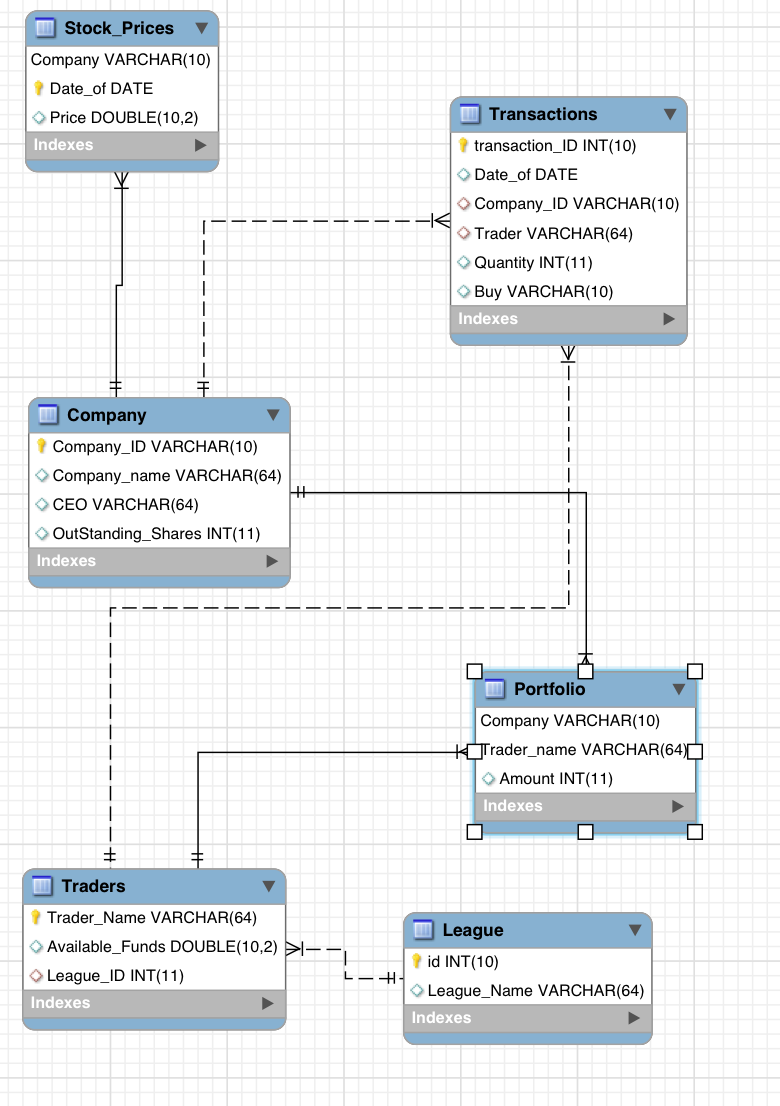 Stock_Prices
Company VARCHAR(10)
Date_of DATE
Price DOUBLE(10,2)
Indexes
Transactions
transaction_ID INT(10)
Date_of DATE
Company_ID VARCHAR(10)
Trader VARCHAR(64)
Quantity INT(11)
Buy VARCHAR(10)
Indexes
Company
Company_ID VARCHAR(10)
Company_name VARCHAR(64)
CEO VARCHAR(64)
OutStanding_Shares INT(11)
Indexes
Portfolio
Company VARCHAR(10)
Trader_name VARCHAR(64)
Amount INT(11)
Indexes
Traders
Trader_Name VARCHAR(64)
Available_Funds DOUBLE(10,2)
League_ID INT(11)
Indexes
League
id INT(10)
League_Name VARCHAR(64)
Indexes